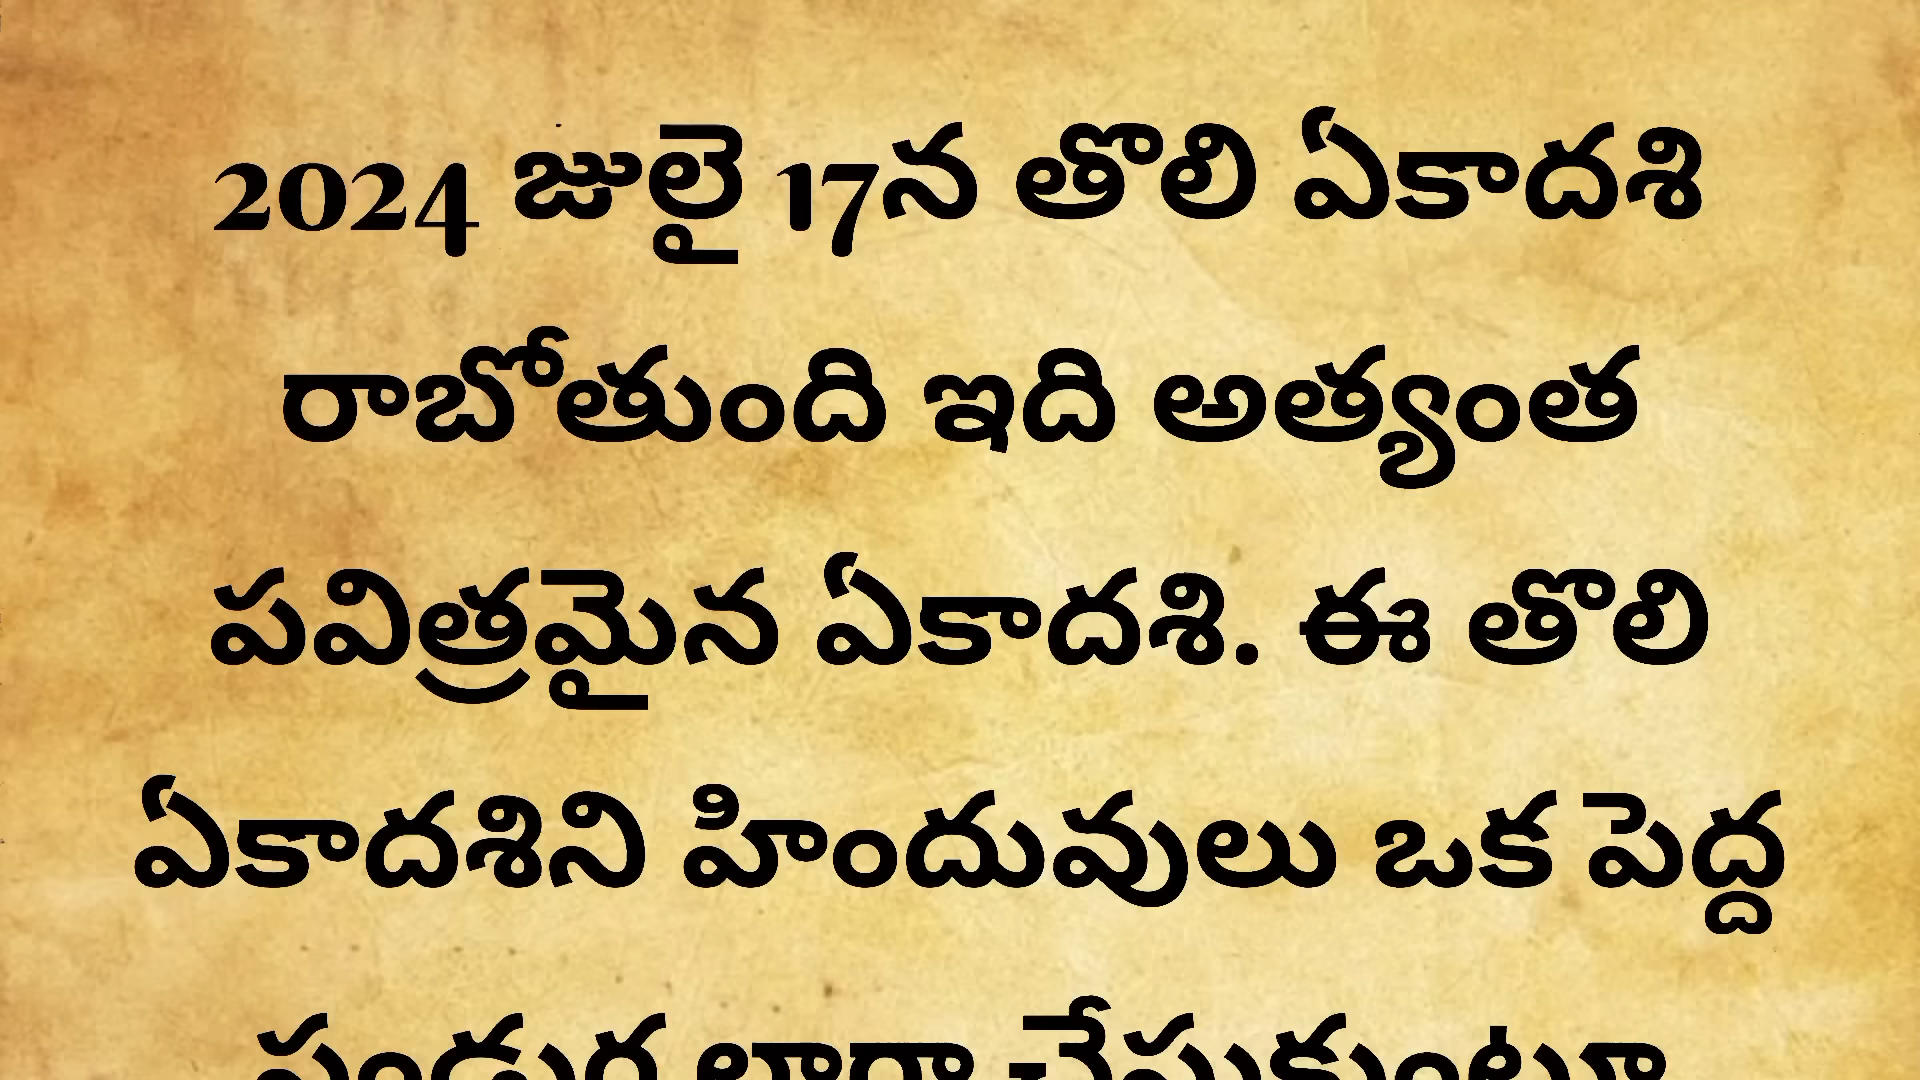 2024 జులై 17న తొలి ఏకాదశి
రాబోతుంది ఇది అత్యంత
పవిత్రమైన ఏకాదశి. ఈ తొలి
ఏకాదశిని హిందువులు ఒక పెద్ద
పండుగ లాగా చేసుకుంటూ